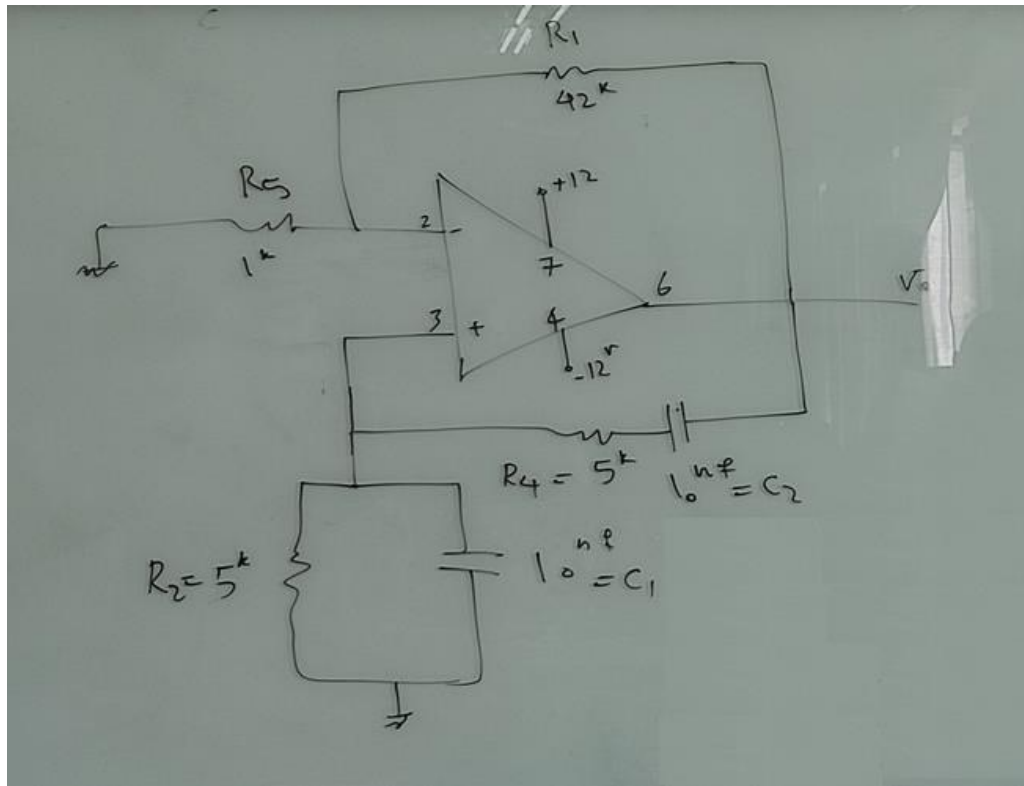 R1
42k
R5
1k
2
-
+12
7
3
+
4
6
Vo
-12v
R4 = 5k
10nf = C2
R2 = 5k
10nf = C1